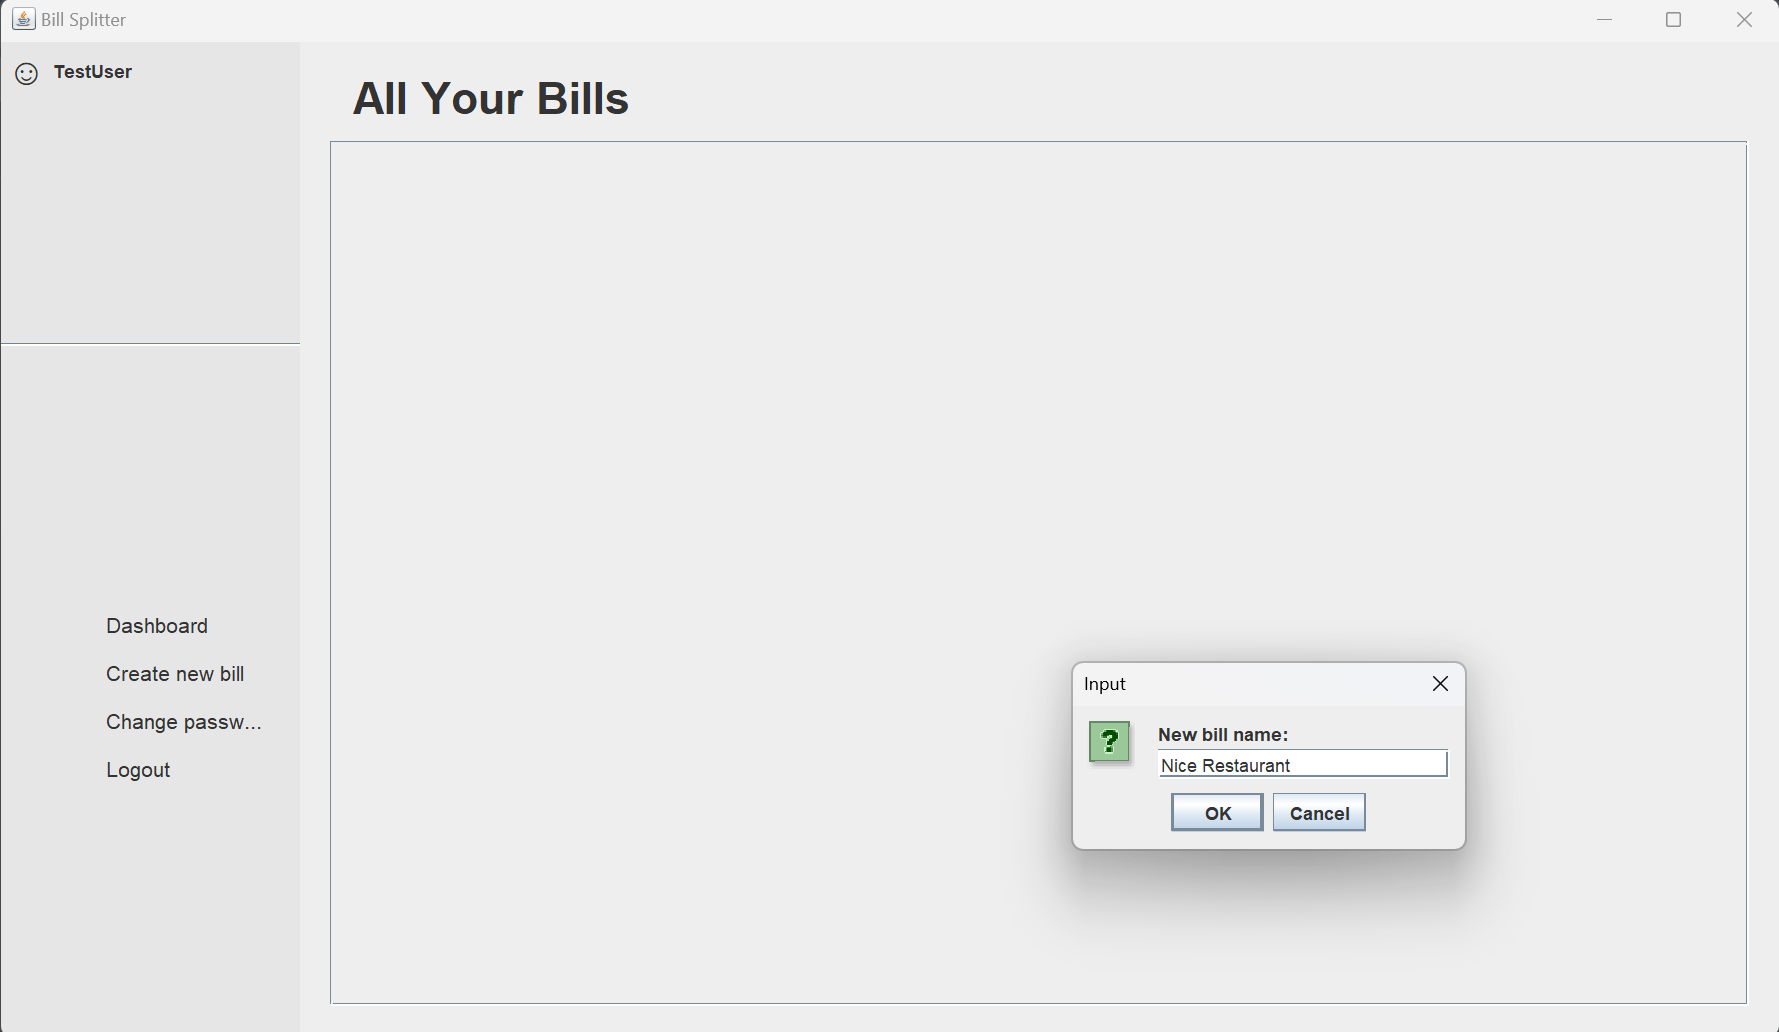 Bill Splitter
TestUser
All Your Bills
Dashboard
Create new bill
Change passw...
Logout
Input
?
New bill name:
Nice Restaurant
OK
Cancel